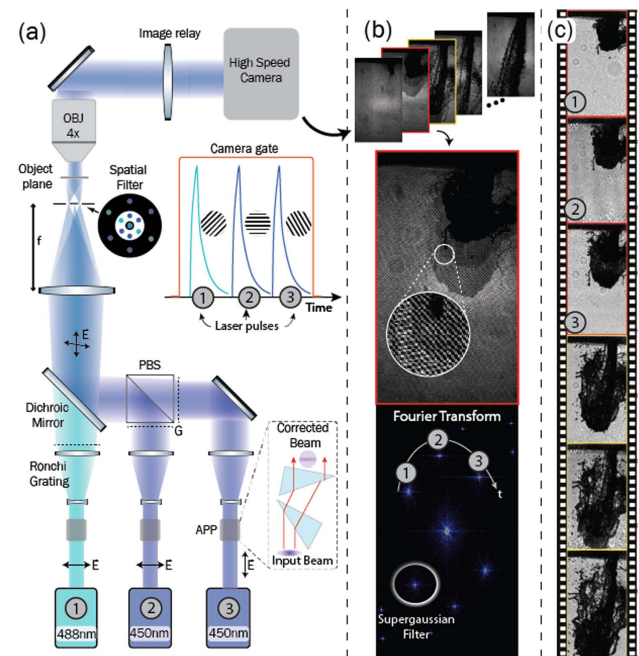 (a)
Image relay
High Speed
Camera
OBJ
4x
Object
plane
Spatial
Filter
f
Camera gate
1
2
3
Time
Laser pulses
E
PBS
G
Dichroic
Mirror
Ronchi
Grating
Corrected
Beam
APP
Input Beam
E
E
E
1
488nm
2
450nm
3
450nm
(b)
Fourier Transform
1
2
3
t
Supergaussian
Filter
(c)
1
2
3